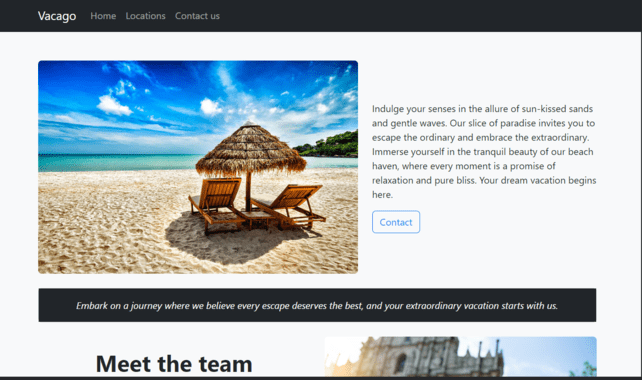 Vacago Home Locations Contact us
Indulge your senses in the allure of sun-kissed sands
and gentle waves. Our slice of paradise invites you to
escape the ordinary and embrace the extraordinary.
Immerse yourself in the tranquil beauty of our beach
haven, where every moment is a promise of
relaxation and pure bliss. Your dream vacation begins
here.
Contact
Embark on a journey where we believe every escape deserves the best, and your extraordinary vacation starts with us.
Meet the team